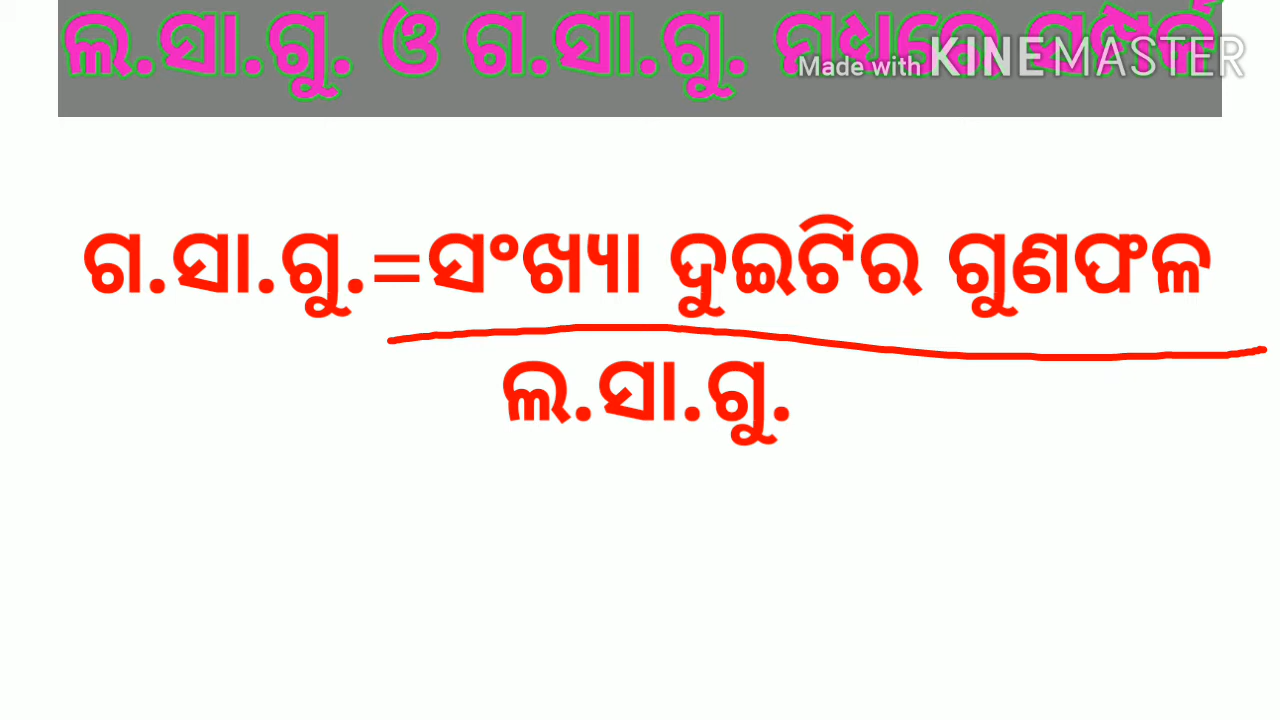 ଲ.ସା.ଗୁ. ଓ ଗ.ସା.ଗୁ. ମଧ୍ୟରେ ସମ୍ପର୍କ
Made with KINEMASTER
ଗ.ସା.ଗୁ.=ସଂଖ୍ୟା ଦୁଇଟିର ଗୁଣଫଳ
ଲ.ସା.ଗୁ.